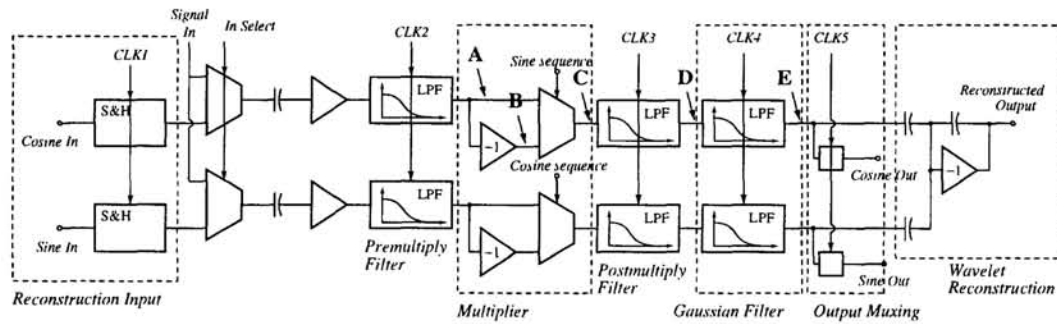 Signal
In
In Select
CLK1
CLK2
CLK3
CLK4
CLK5
A
Sine sequence
C
D
E
Reconstructed
Output
S&H
LPF
LPF
LPF
B
-1
Cosine In
Cosine sequence
Cosine Out
-1
S&H
LPF
LPF
LPF
Sine In
-1
Premultiply
Filter
Postmultiply
Filter
Sine Out
Wavelet
Reconstruction
Reconstruction Input
Multiplier
Gaussian Filter
Output Muxing